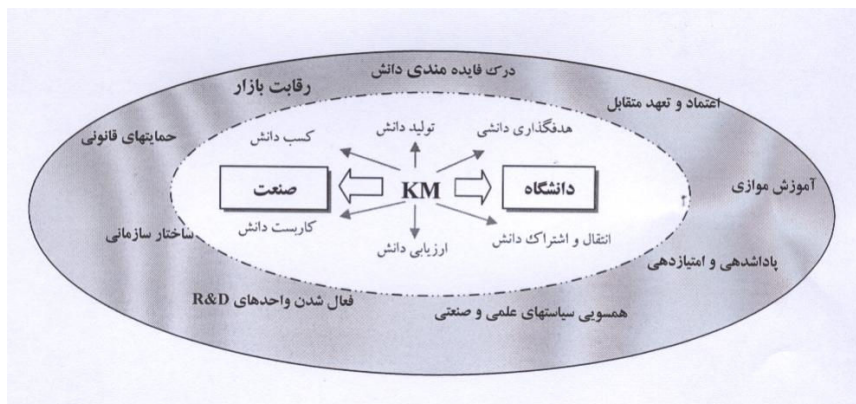 درک فایده مندی دانش
رقابت بازار
اعتماد و تعهد متقابل
حمایتهای قانونی
هدفگذاری دانشی
تولید دانش
کسب دانش
آموزش موازی
دانشگاه
KM
صنعت
ساختار سازمانی
کاربست دانش
ارزیابی دانش
انتقال و اشتراک دانش
پاداشدهی و امتیازدهی
فعال شدن واحدهای R&D
همسویی سیاستهای علمی و صنعتی